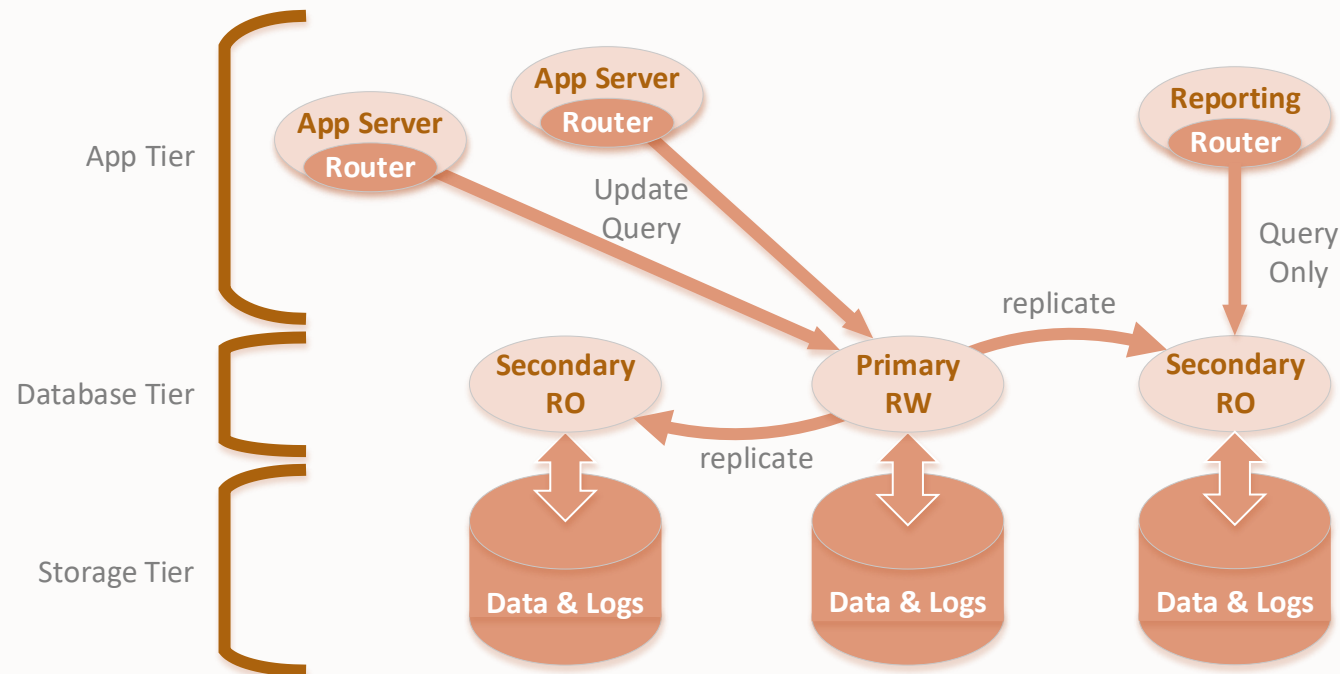 App Tier
App Server
Router
App Server
Router
Update
Query
Reporting
Router
Query
Only
Database Tier
Secondary
RO
replicate
Primary
RW
replicate
Secondary
RO
Storage Tier
Data & Logs
Data & Logs
Data & Logs